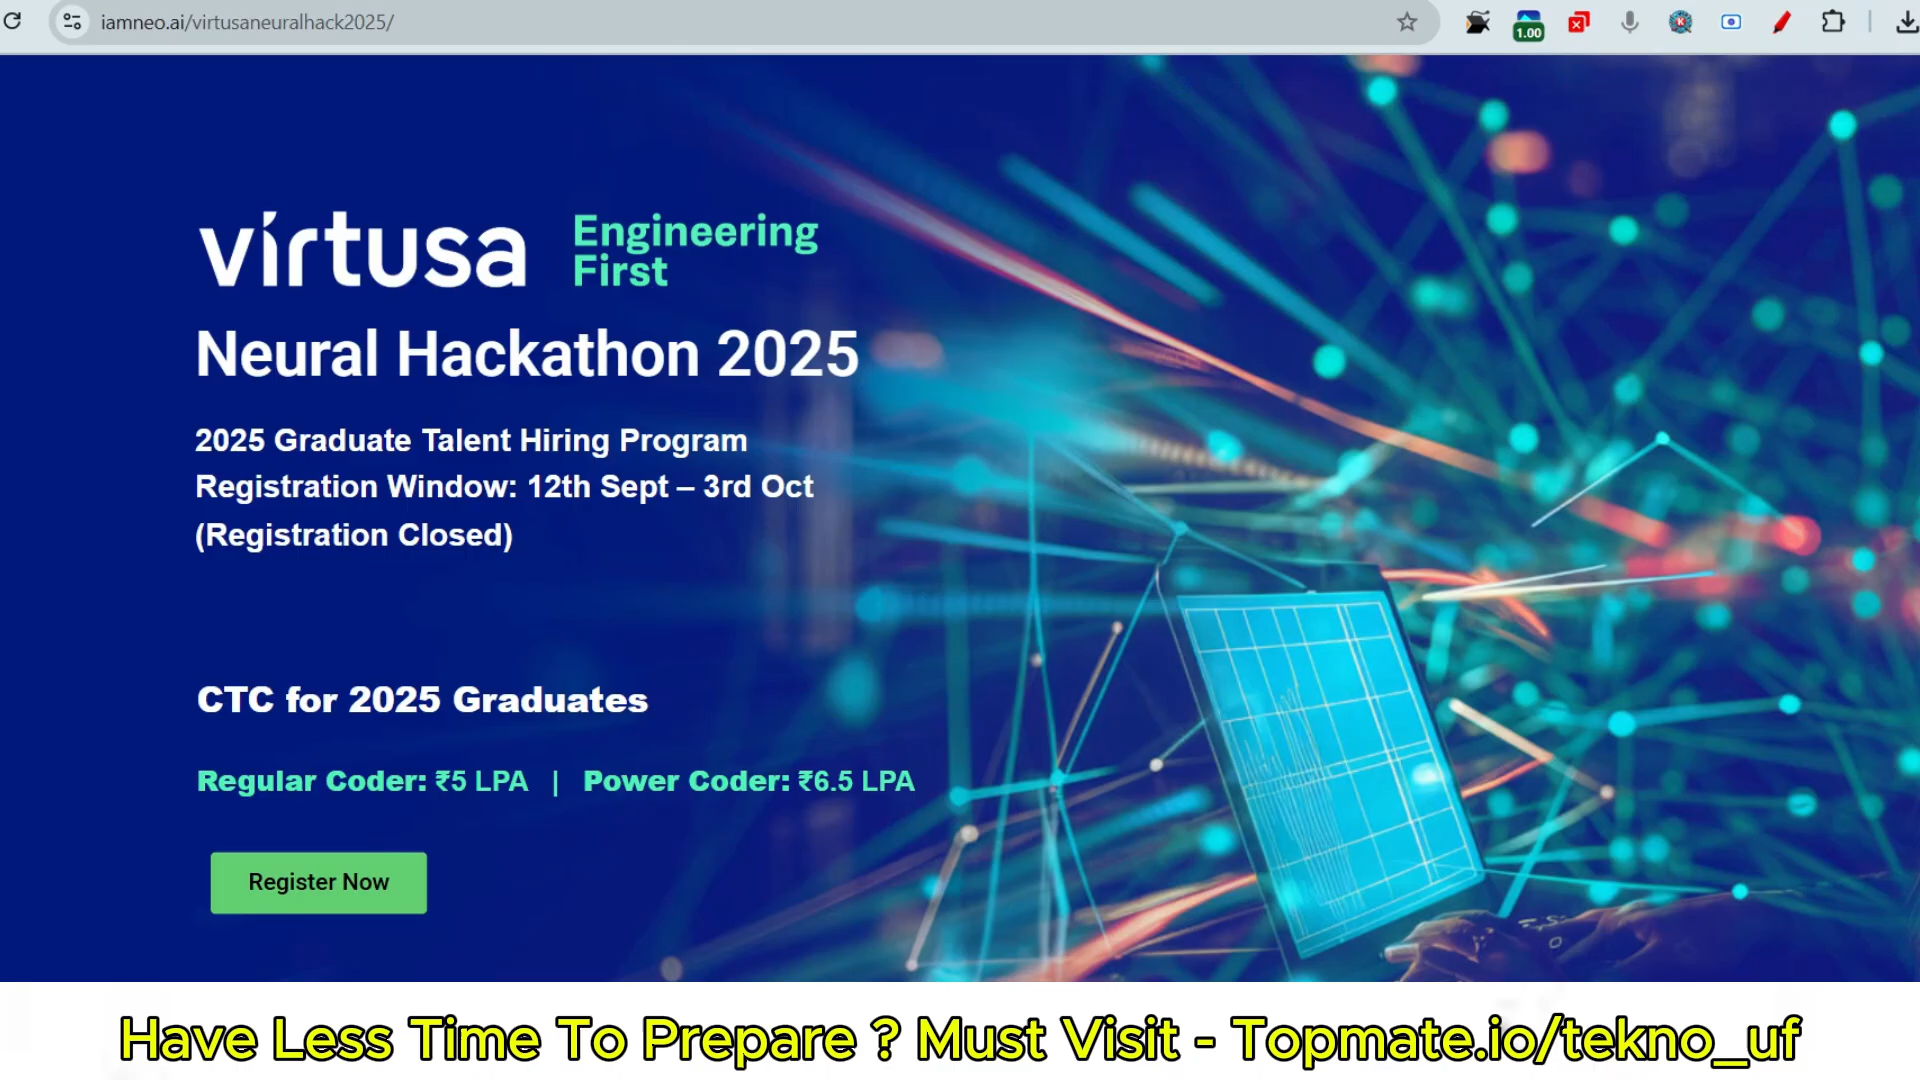 iamneo.ai/virtusaneuralhack2025/
1.00
virtusa Engineering First
Neural Hackathon 2025
2025 Graduate Talent Hiring Program
Registration Window: 12th Sept – 3rd Oct
(Registration Closed)
CTC for 2025 Graduates
Regular Coder: ₹5 LPA | Power Coder: ₹6.5 LPA
Register Now
Have Less Time To Prepare ? Must Visit - Topmate.io/tekno_uf